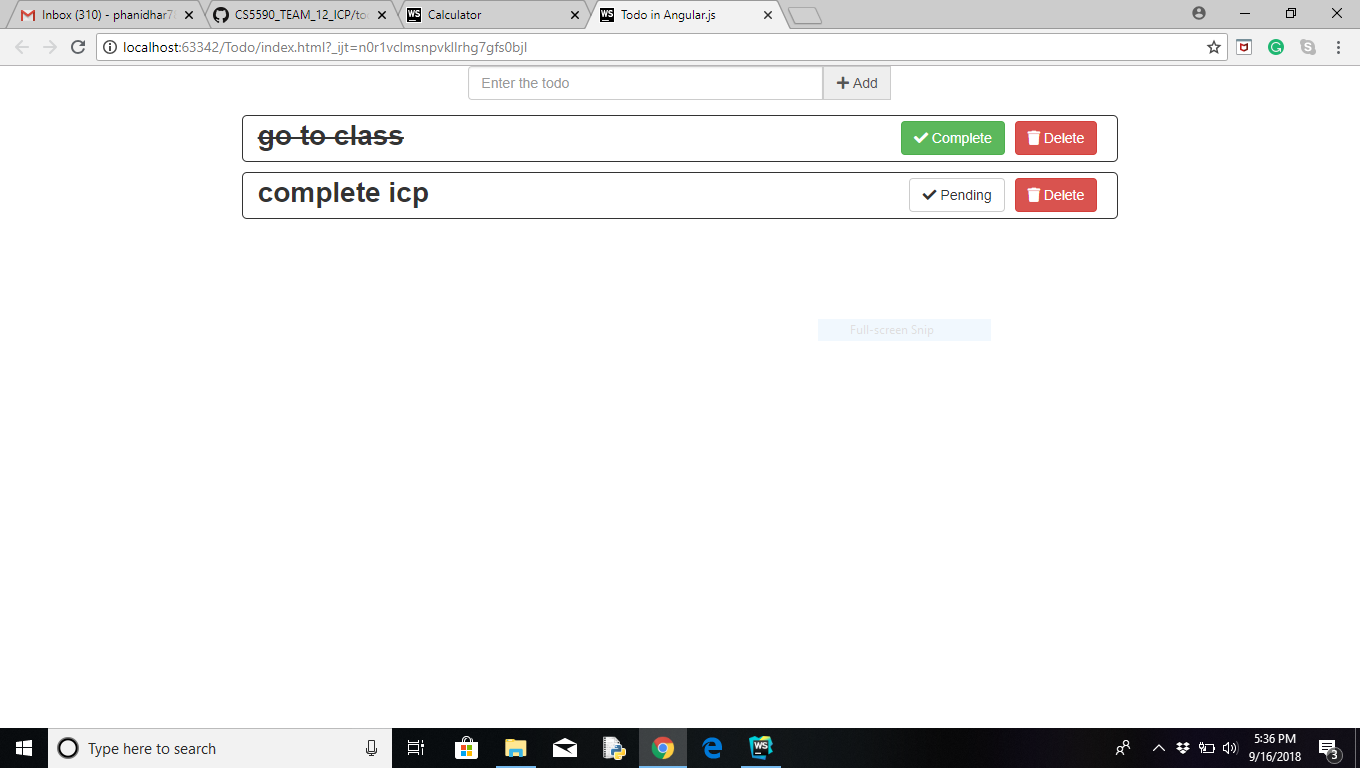 Inbox (310) - phanidhar7
CS5590_TEAM_12_ICP/to
Calculator
Todo in Angular.js
localhost:63342/Todo/index.html?_ijt=n0r1vclmsnpvkllrhg7gfs0bjl
Enter the todo
Add
go to class
Complete
Delete
complete icp
Pending
Delete
Full-screen Snip
Type here to search
WS
5:36 PM
9/16/2018
3